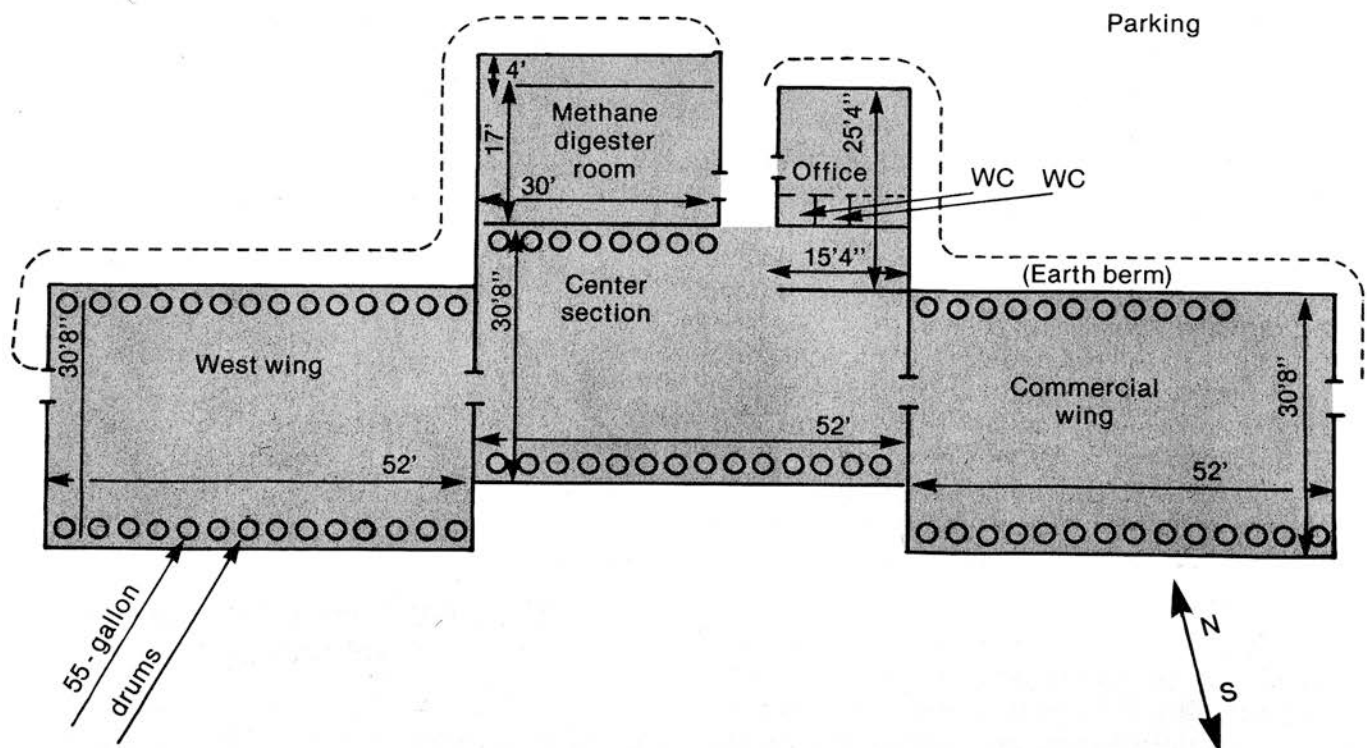 Parking
4'
Methane
digester
room
17'
30'
25'4''
Office
WC WC
15'4''
(Earth berm)
Center
section
30'8''
30'8''
West wing
Commercial
wing
30'8''
52'
52'
52'
55 - gallon
drums
N
S